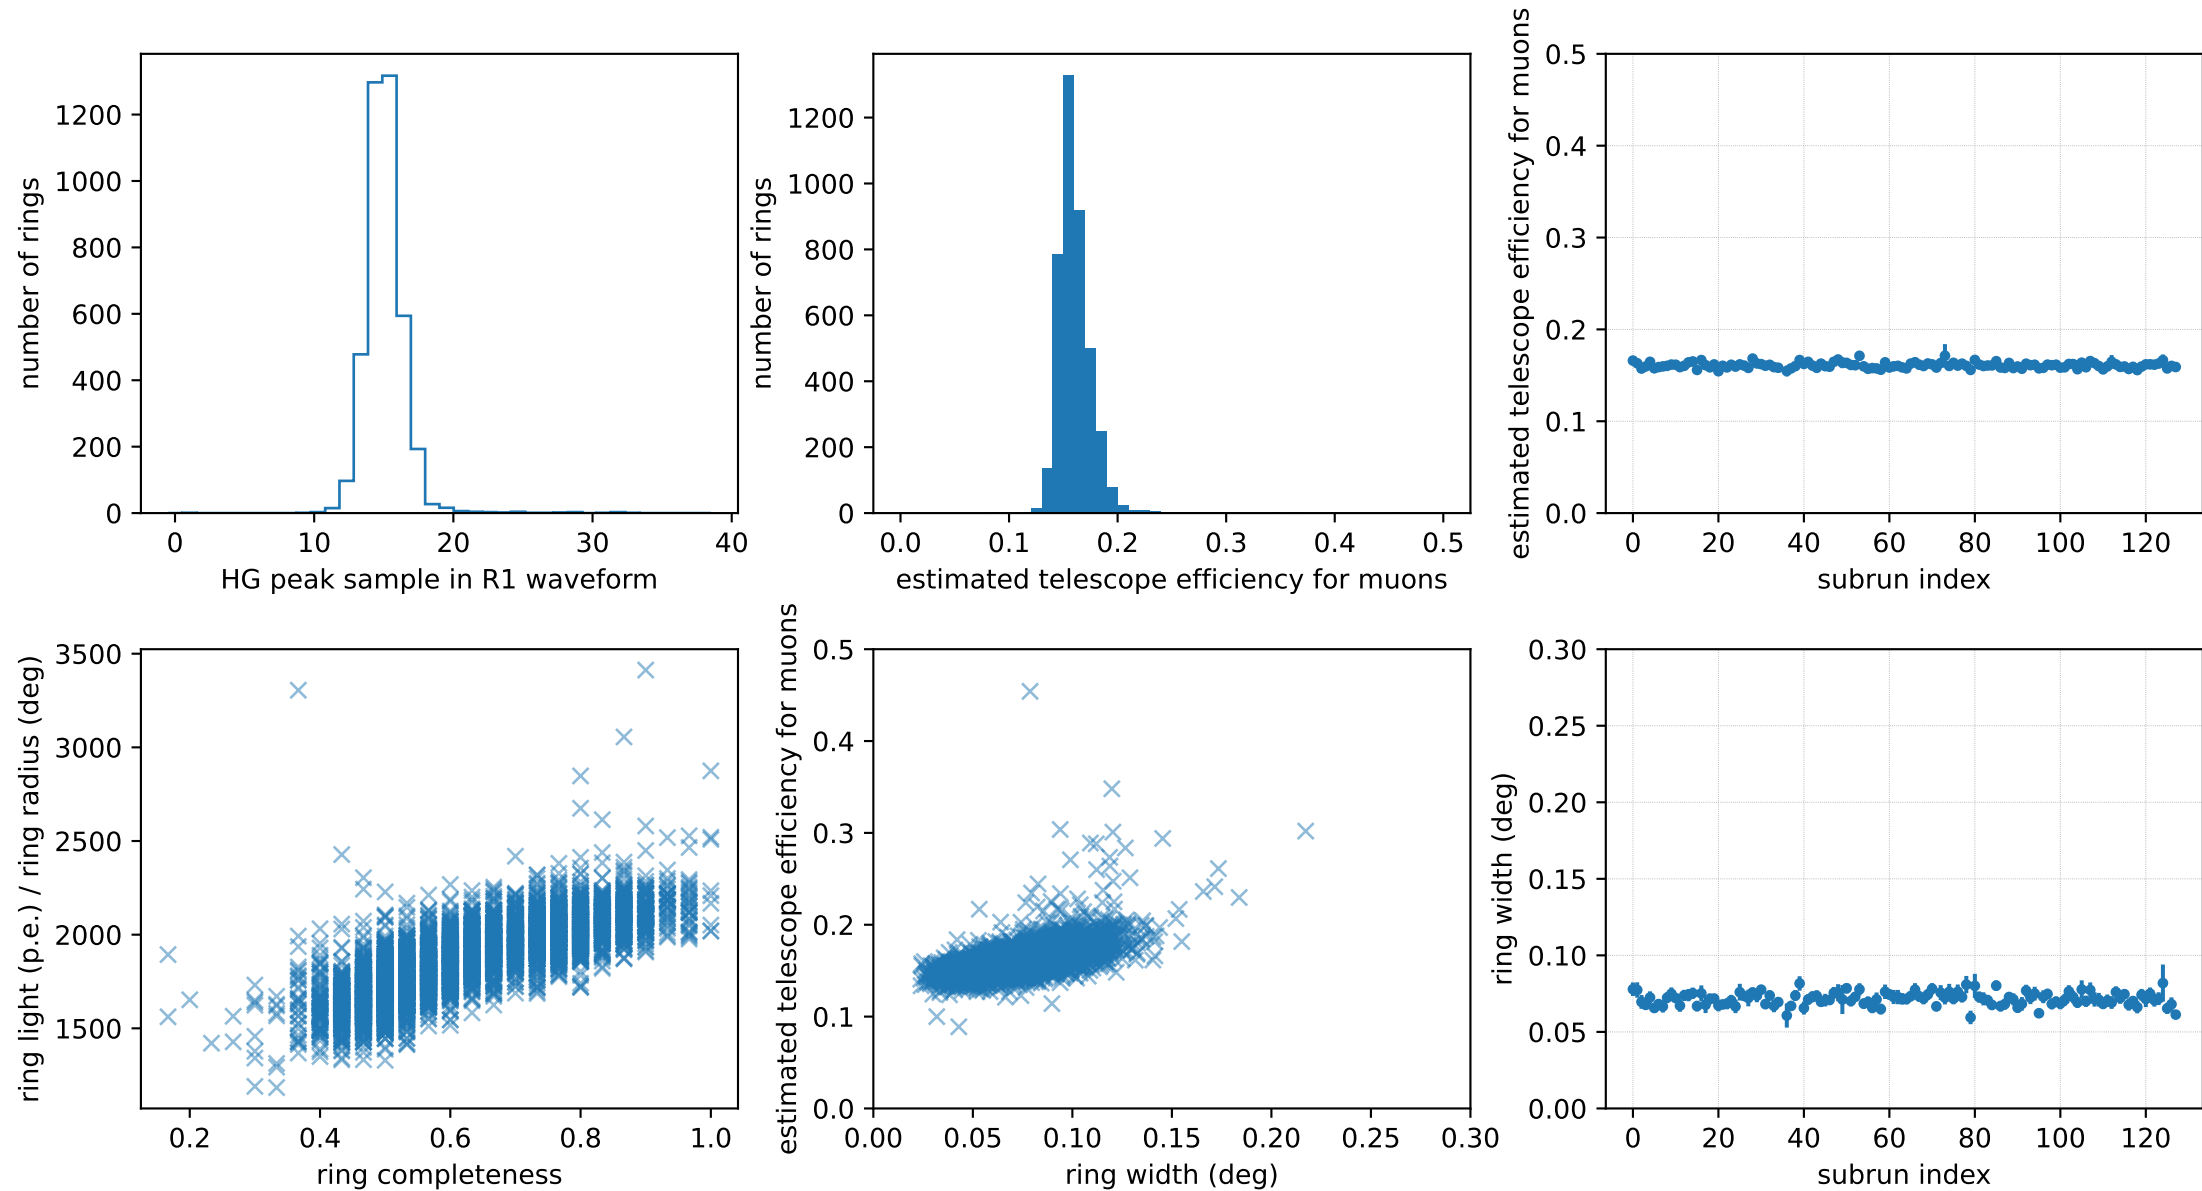 1200
1000
800
600
400
200
0
number of rings
0 10 20 30 40
HG peak sample in R1 waveform
1200
1000
800
600
400
200
0
number of rings
0.0 0.1 0.2 0.3 0.4 0.5
estimated telescope efficiency for muons
0.5
0.4
0.3
0.2
0.1
0.0
estimated telescope efficiency for muons
0 20 40 60 80 100 120
subrun index
3500
3000
2500
2000
1500
ring light (p.e.) / ring radius (deg)
0.2 0.4 0.6 0.8 1.0
ring completeness
0.5
0.4
0.3
0.2
0.1
0.0
estimated telescope efficiency for muons
0.00 0.05 0.10 0.15 0.20 0.25 0.30
ring width (deg)
0.30
0.25
0.20
0.15
0.10
0.05
0.00
ring width (deg)
0 20 40 60 80 100 120
subrun index